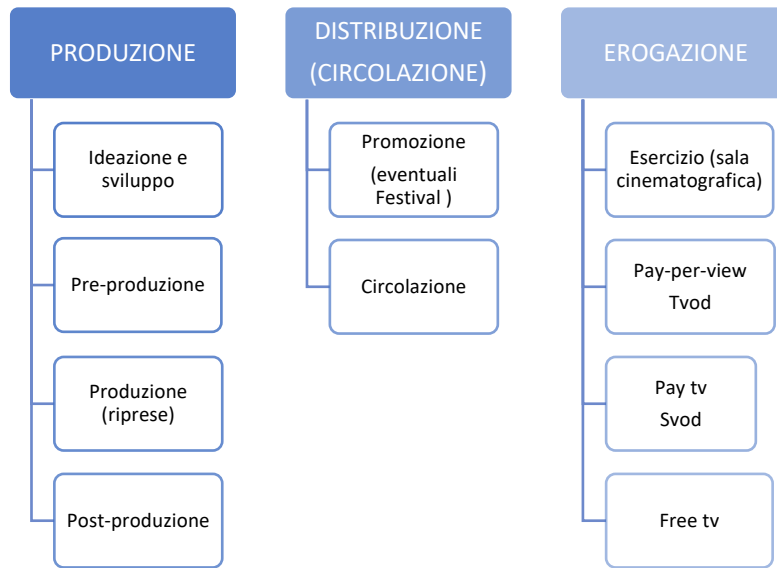 PRODUZIONE
Ideazione e
sviluppo
Pre-produzione
Produzione
(riprese)
Post-produzione
DISTRIBUZIONE
(CIRCOLAZIONE)
Promozione
(eventuali
Festival )
Circolazione
EROGAZIONE
Esercizio (sala
cinematografica)
Pay-per-view
Tvod
Pay tv
Svod
Free tv